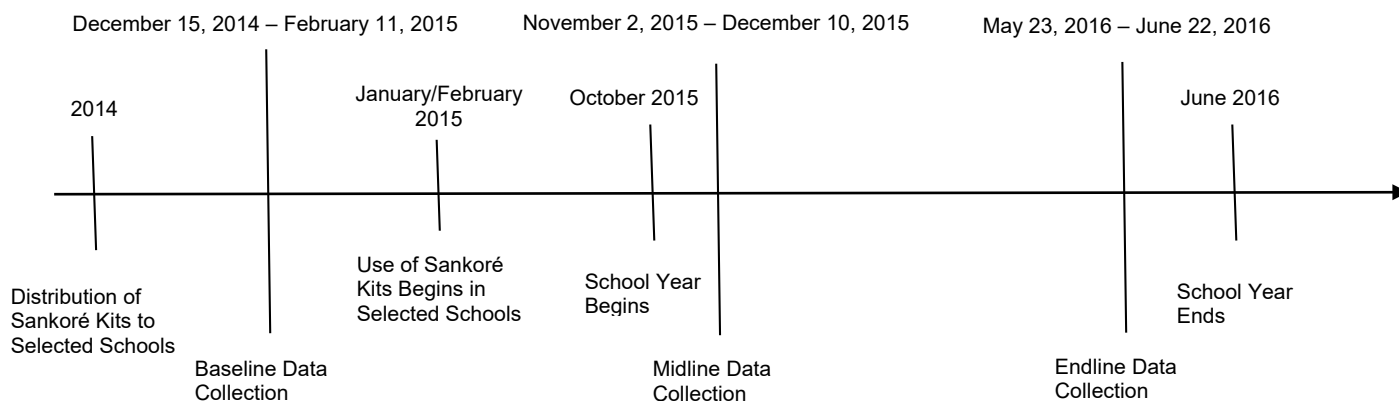 December 15, 2014 – February 11, 2015
November 2, 2015 – December 10, 2015
May 23, 2016 – June 22, 2016
2014
January/February
2015
October 2015
June 2016
Distribution of
Sankoré Kits to
Selected Schools
Baseline Data
Collection
Use of Sankoré
Kits Begins in
Selected Schools
School Year
Begins
Midline Data
Collection
Endline Data
Collection
School Year
Ends